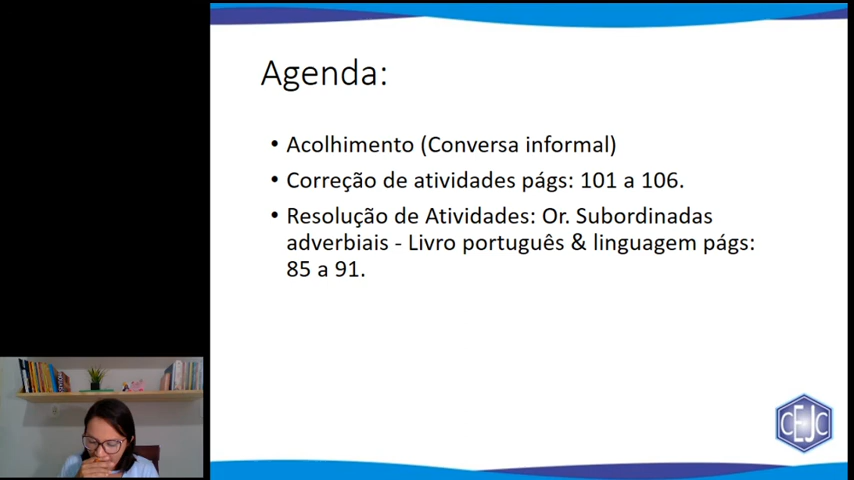 Agenda:
• Acolhimento (Conversa informal)
• Correção de atividades págs: 101 a 106.
• Resolução de Atividades: Or. Subordinadas
adverbiais - Livro português & linguagem págs:
85 a 91.
CEJC